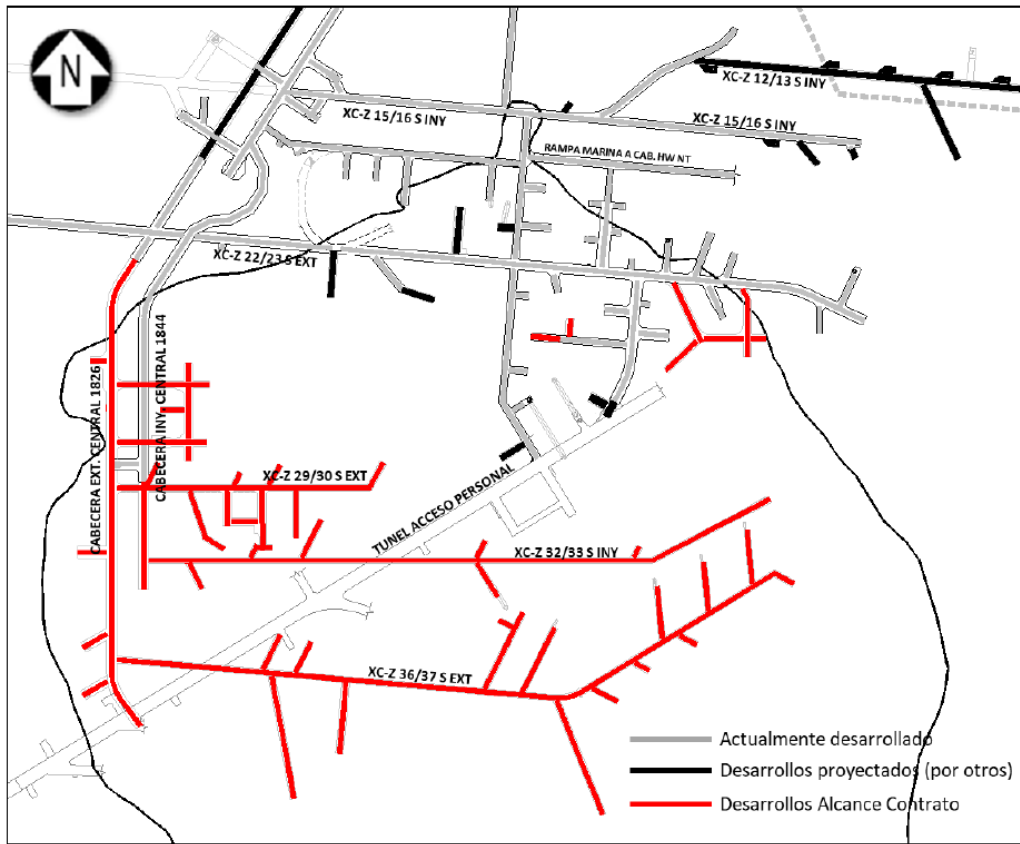 N
XC-Z 12/13 S INY
XC-Z 15/16 S INY
XC-Z 15/16 S INY
RAMPA MARINA A CAB. HW NT
XC-Z 22/23 S EXT
CABECERA EXT. CENTRAL 1826
CABECERA INY. CENTRAL 1844
XC-Z 29/30 S EXT
TUNEL ACCESO PERSONAL
XC-Z 32/33 S INY
XC-Z 36/37 S EXT
Actualmente desarrollado
Desarrollos proyectados (por otros)
Desarrollos Alcance Contrato